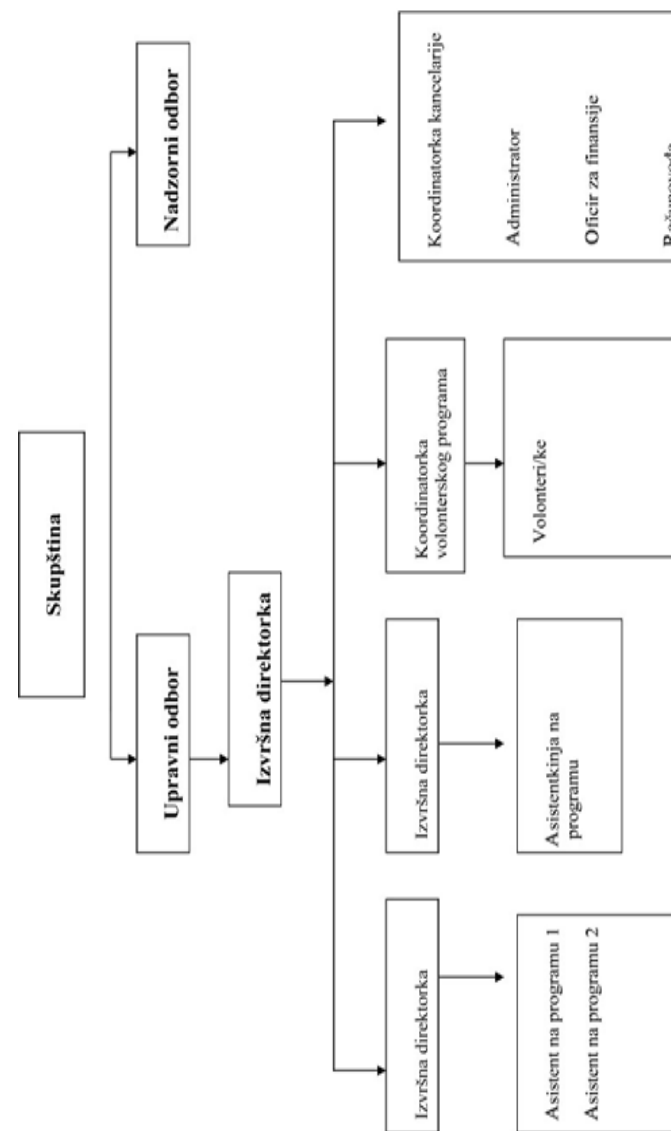 Skupština
Upravni odbor
Nadzorni odbor
Izvršna direktorka
Izvršna direktorka
Izvršna direktorka
Koordinatorka
volonterskog programa
Koordinatorka kancelarije
Administrator
Oficir za finansije
Asistent na programu 1
Asistent na programu 2
Asistentkinja na
programu
Volonteri/ke